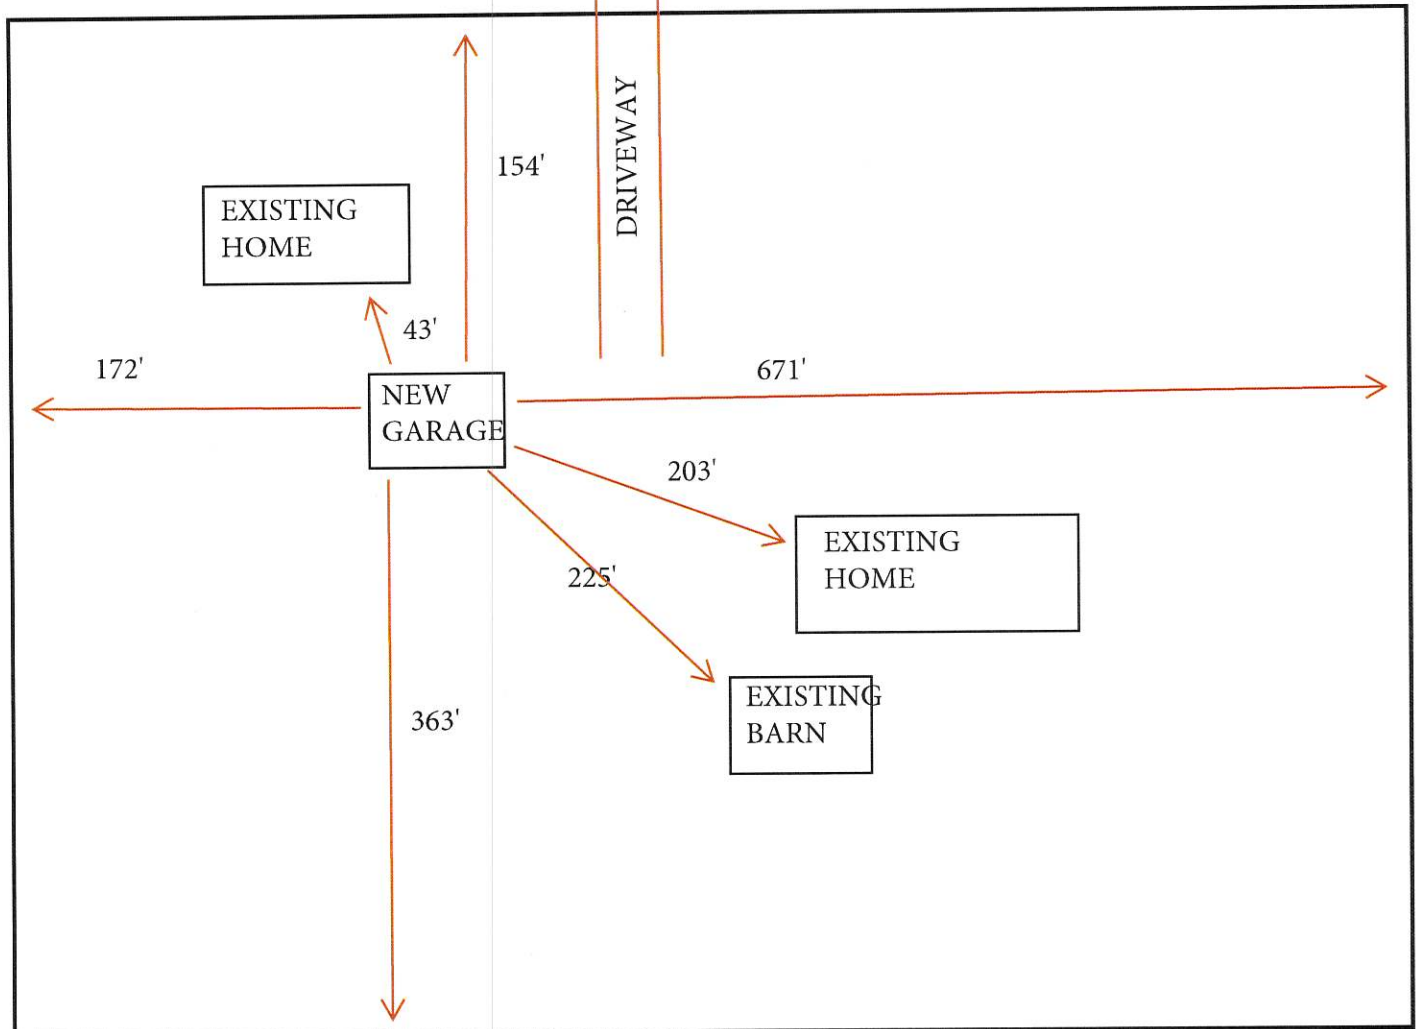 DRIVEWAY
154'
EXISTING
HOME
43'
172'
671'
NEW
GARAGE
203'
EXISTING
HOME
225'
EXISTING
BARN
363'